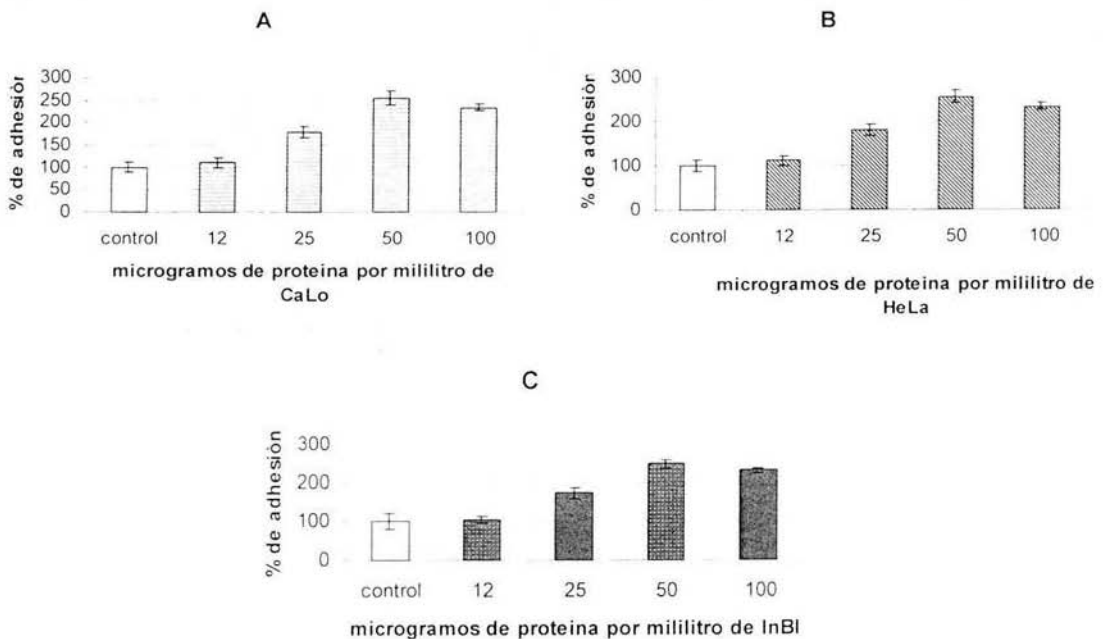 A
% de adhesiór
300
250
200
150
100
50
0
control 12 25 50 100
microgramos de proteina por mililitro de
CaLo
B
% de adhesiór
300
200
100
0
control 12 25 50 100
microgramos de proteina por mililitro de
HeLa
C
% de adhesiòn
300
200
100
0
control 12 25 50 100
microgramos de proteina por mililitro de InBl